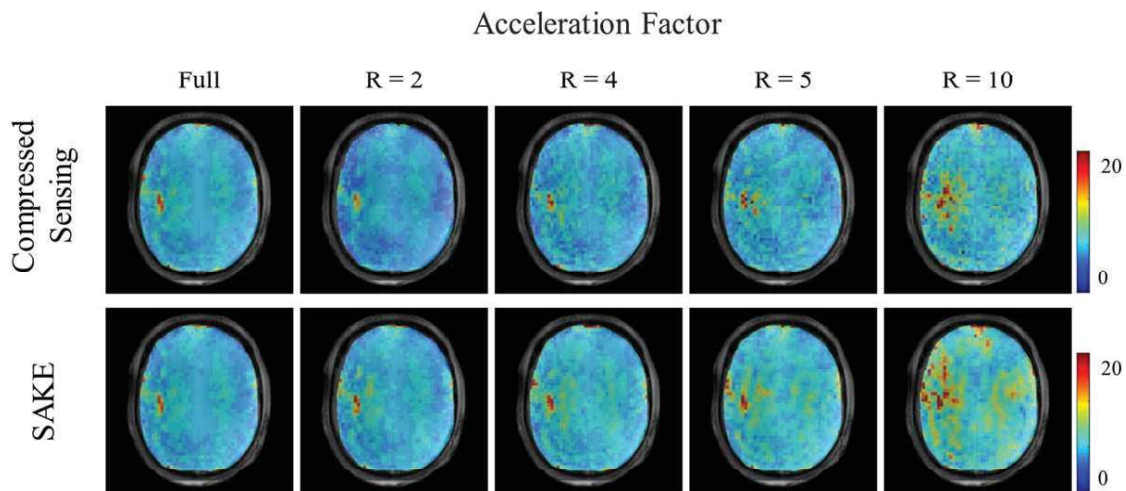 Acceleration Factor
Full R = 2 R = 4 R = 5 R = 10
Compressed
Sensing
20
0
SAKE
20
0